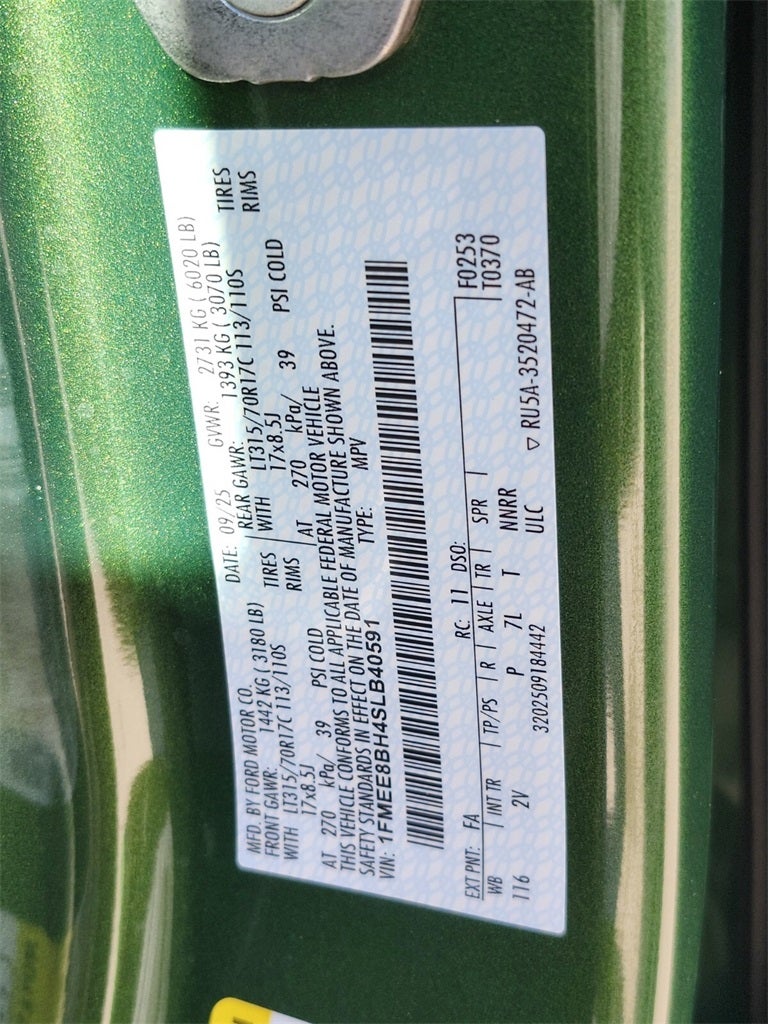 MFD. BY FORD MOTOR CO.
DATE: 09/25 GVWR: 2731 KG ( 6020 LB)
FRONT GAWR: 1442 KG ( 3180 LB) REAR GAWR: 1393 KG ( 3070 LB)
WITH LT315/70R17C 113/110S TIRES WITH LT315/70R17C 113/110S TIRES
17x8.5J RIMS 17x8.5J RIMS
AT 270 kPa/ 39 PSI COLD AT 270 kPa/ 39 PSI COLD
THIS VEHICLE CONFORMS TO ALL APPLICABLE FEDERAL MOTOR VEHICLE
SAFETY STANDARDS IN EFFECT ON THE DATE OF MANUFACTURE SHOWN ABOVE.
VIN: 1FMEE8BH4SLB40591 TYPE: MPV
F0253
EXT PNT: FA RC: 11 DSO: T0370
WB INT TR TP/PS R AXLE TR SPR
116 2V P 7L T NNRR
ULC ▽ RU5A-3520472-AB
3202509184442